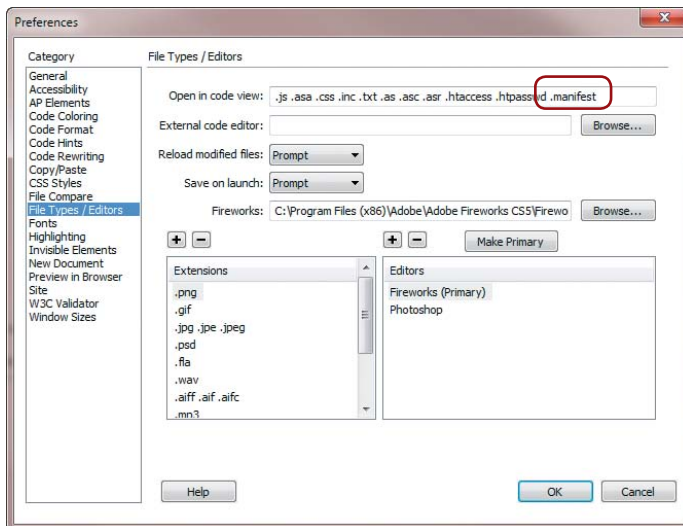 Preferences
Category
General
Accessibility
AP Elements
Code Coloring
Code Format
Code Hints
Code Rewriting
Copy/Paste
CSS Styles
File Compare
File Types / Editors
Fonts
Highlighting
Invisible Elements
New Document
Preview in Browser
Site
W3C Validator
Window Sizes
File Types / Editors
Open in code view: .js .asa .css .inc .txt .as .asc .asr .htaccess .htpasswd .manifest
External code editor: Browse...
Reload modified files: Prompt
Save on launch: Prompt
Fireworks: C:\Program Files (x86)\Adobe\Adobe Fireworks CS5\Firewo Browse...
Make Primary
Extensions
.png
.gif
.jpg .jpe .jpeg
.psd
.fla
.wav
.aiff .aif .aifc
.mp3
Editors
Fireworks (Primary)
Photoshop
Help
OK
Cancel